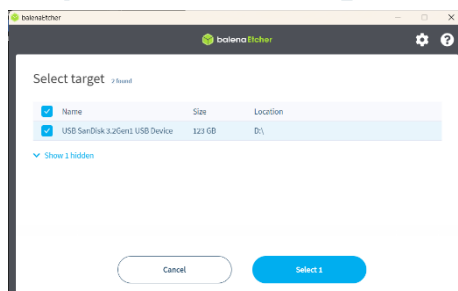 balenaEtcher
balenaEtcher
Select target 2 found
Name Size Location
USB SanDisk 3.2Gen1 USB Device 123 GB D:\
Show 1 hidden
Cancel Select 1